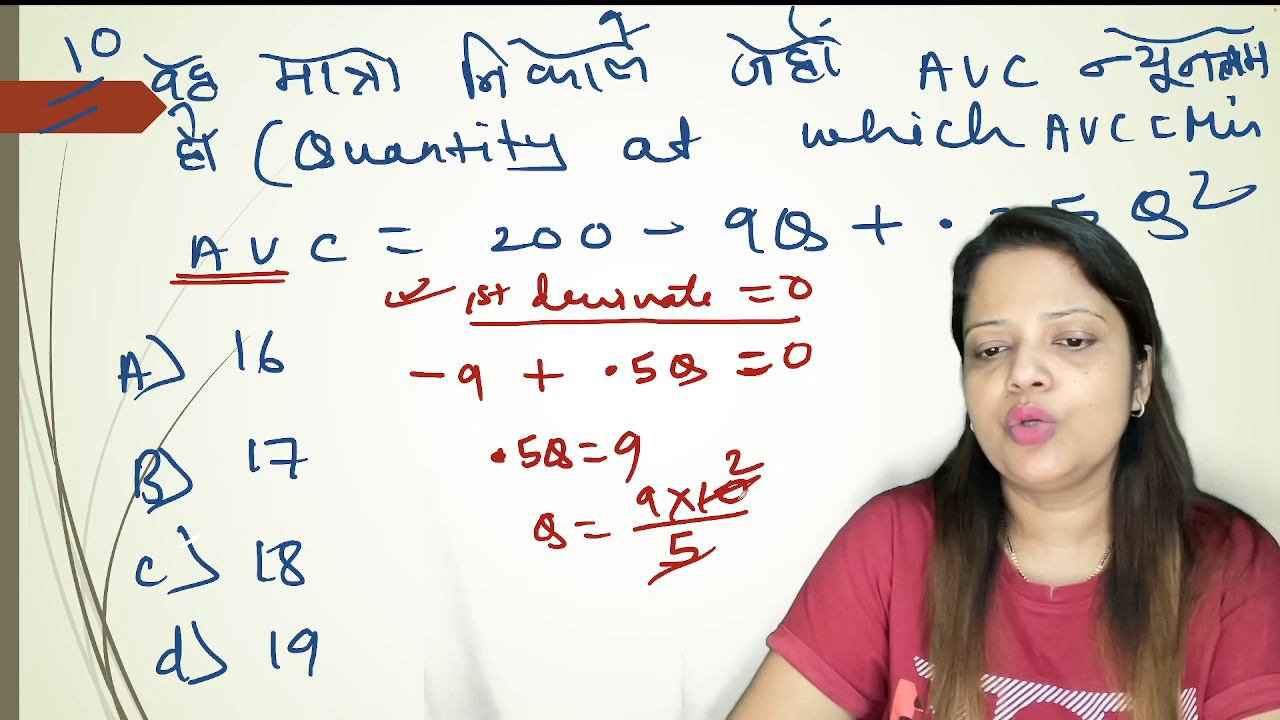 10
वह मात्रा निकाले जहाँ AVC न्यूनतम
हो (Quantity at which AVC = Min
AVC = 200 - 9Q + . 5 Q²
1st derivate = 0
A) 16
-9 + .5Q = 0
B) 17
.5Q = 9
Q = 9 × 10 2 / 5
c) 18
d) 19